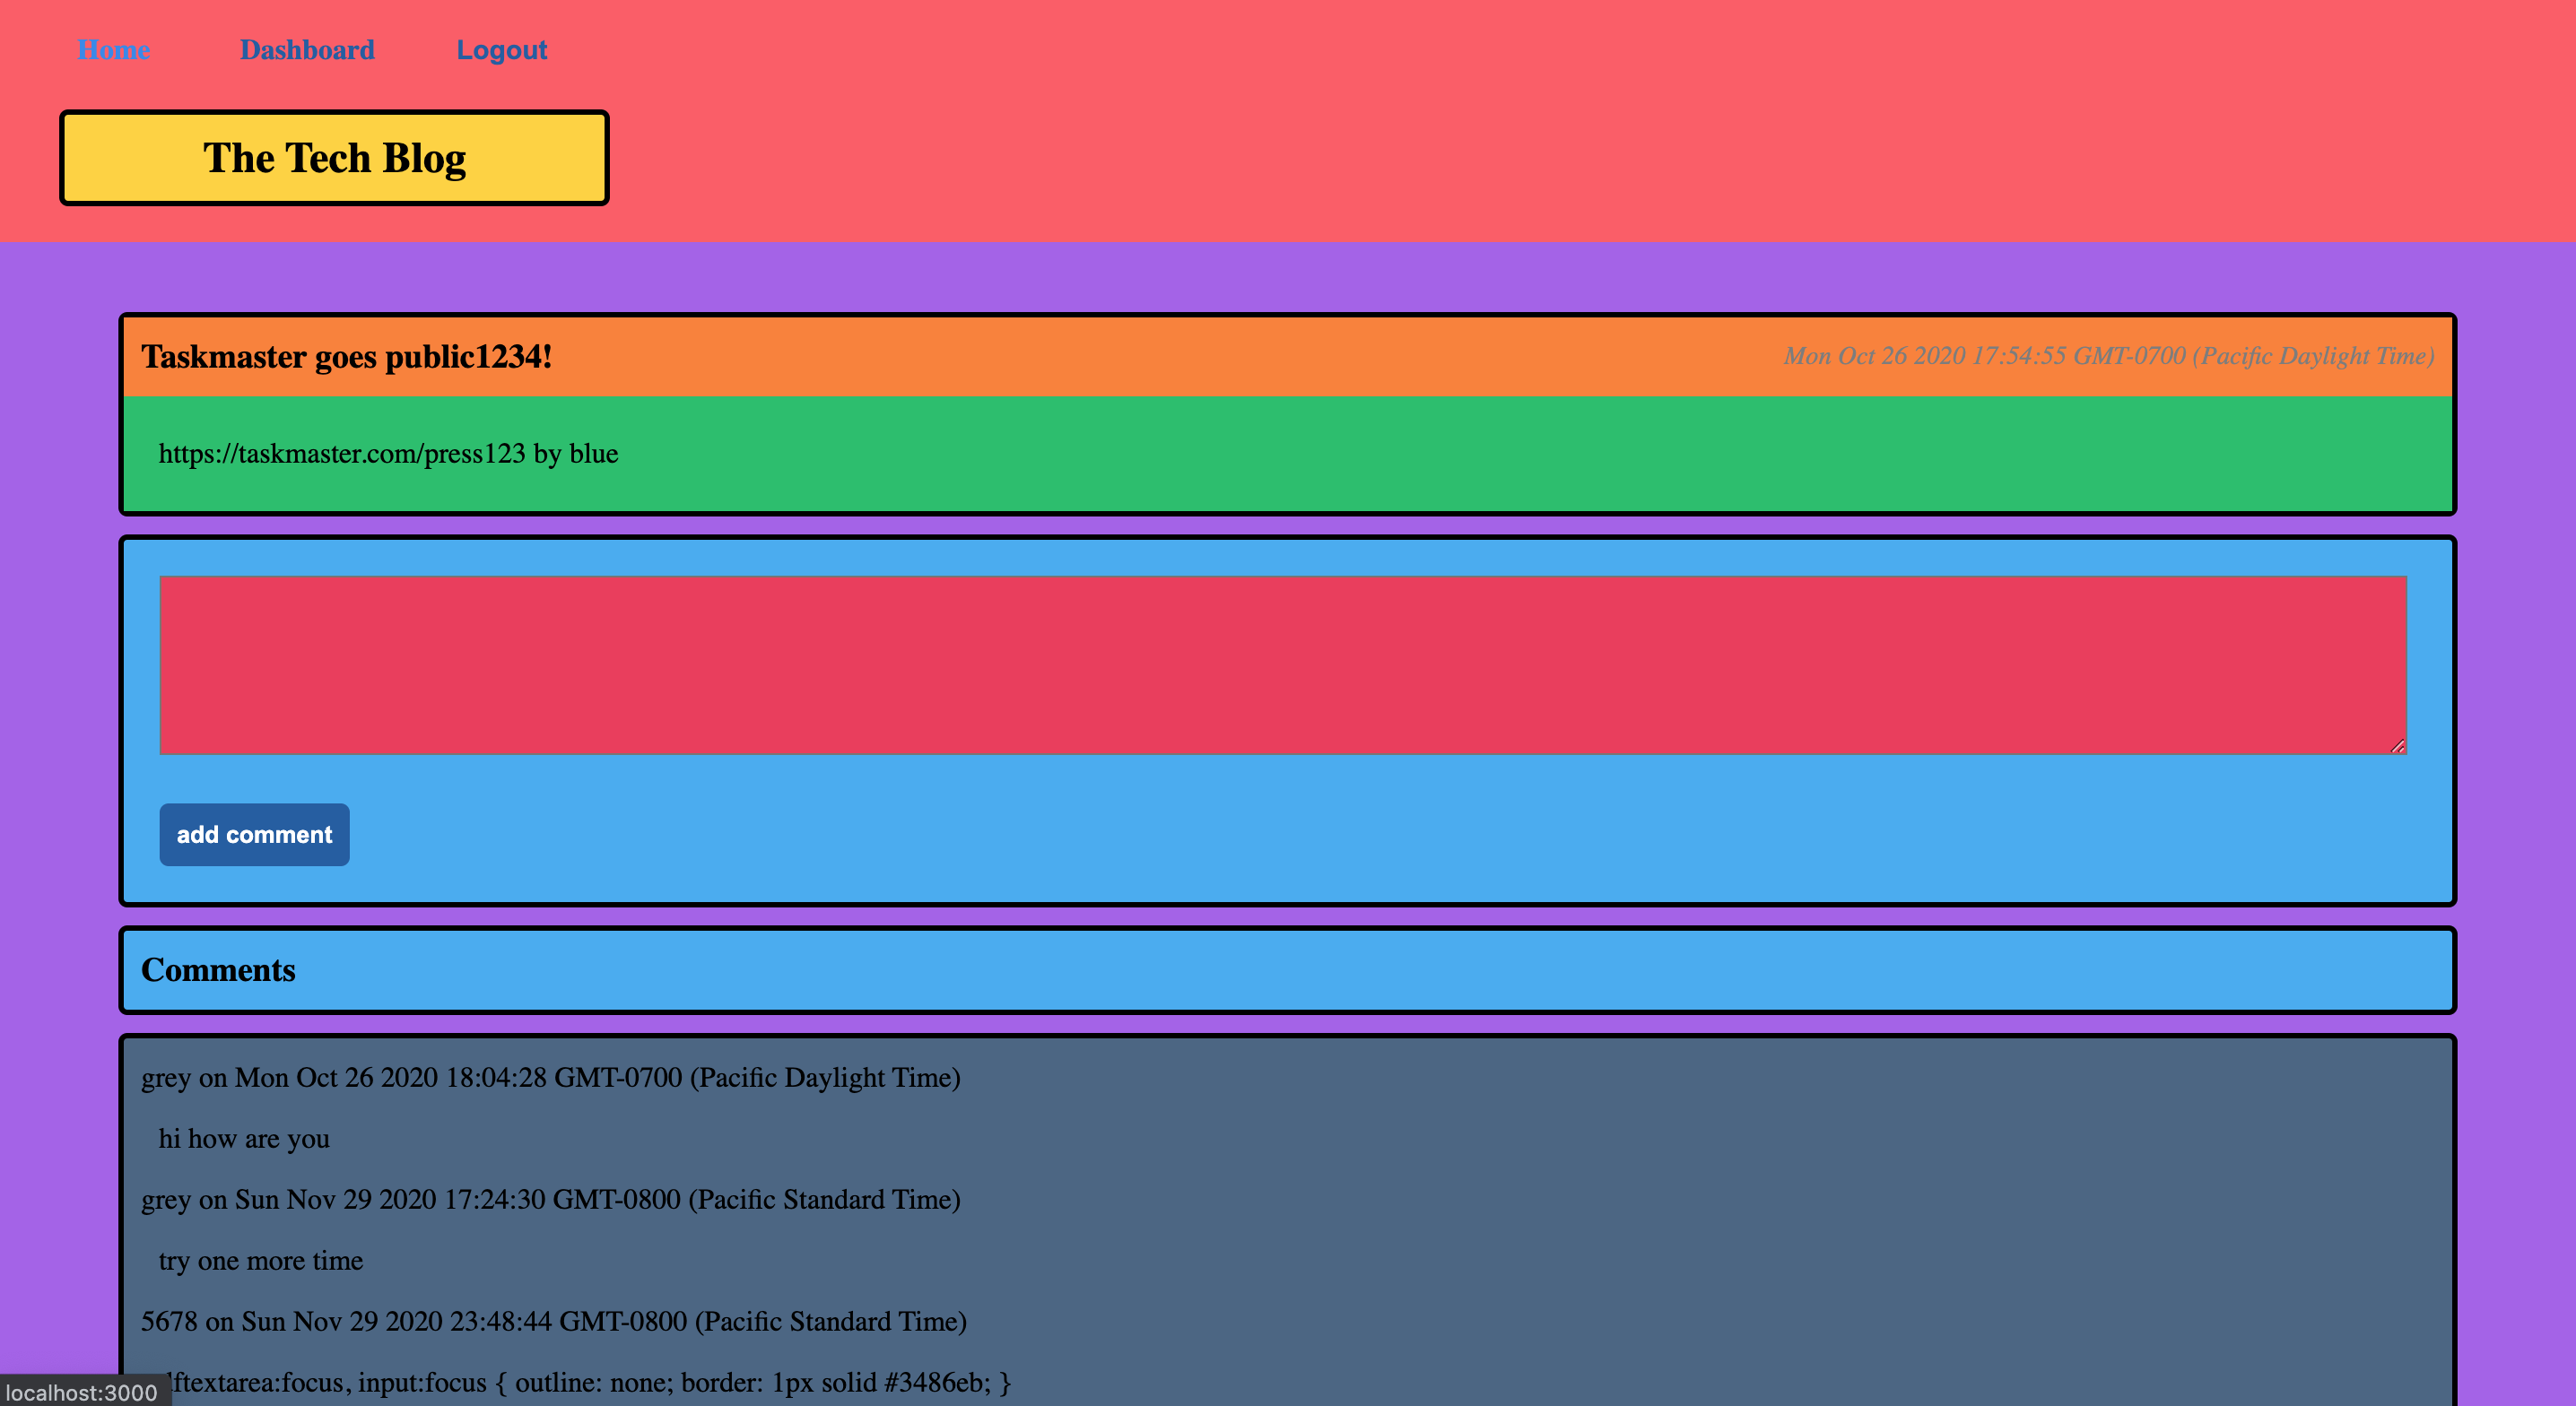 Home Dashboard Logout
The Tech Blog
Taskmaster goes public1234! Mon Oct 26 2020 17:54:55 GMT-0700 (Pacific Daylight Time)
https://taskmaster.com/press123 by blue
add comment
Comments
grey on Mon Oct 26 2020 18:04:28 GMT-0700 (Pacific Daylight Time)
hi how are you
grey on Sun Nov 29 2020 17:24:30 GMT-0800 (Pacific Standard Time)
try one more time
5678 on Sun Nov 29 2020 23:48:44 GMT-0800 (Pacific Standard Time)
input:focus { outline: none; border: 1px solid #3486eb; }
localhost:3000